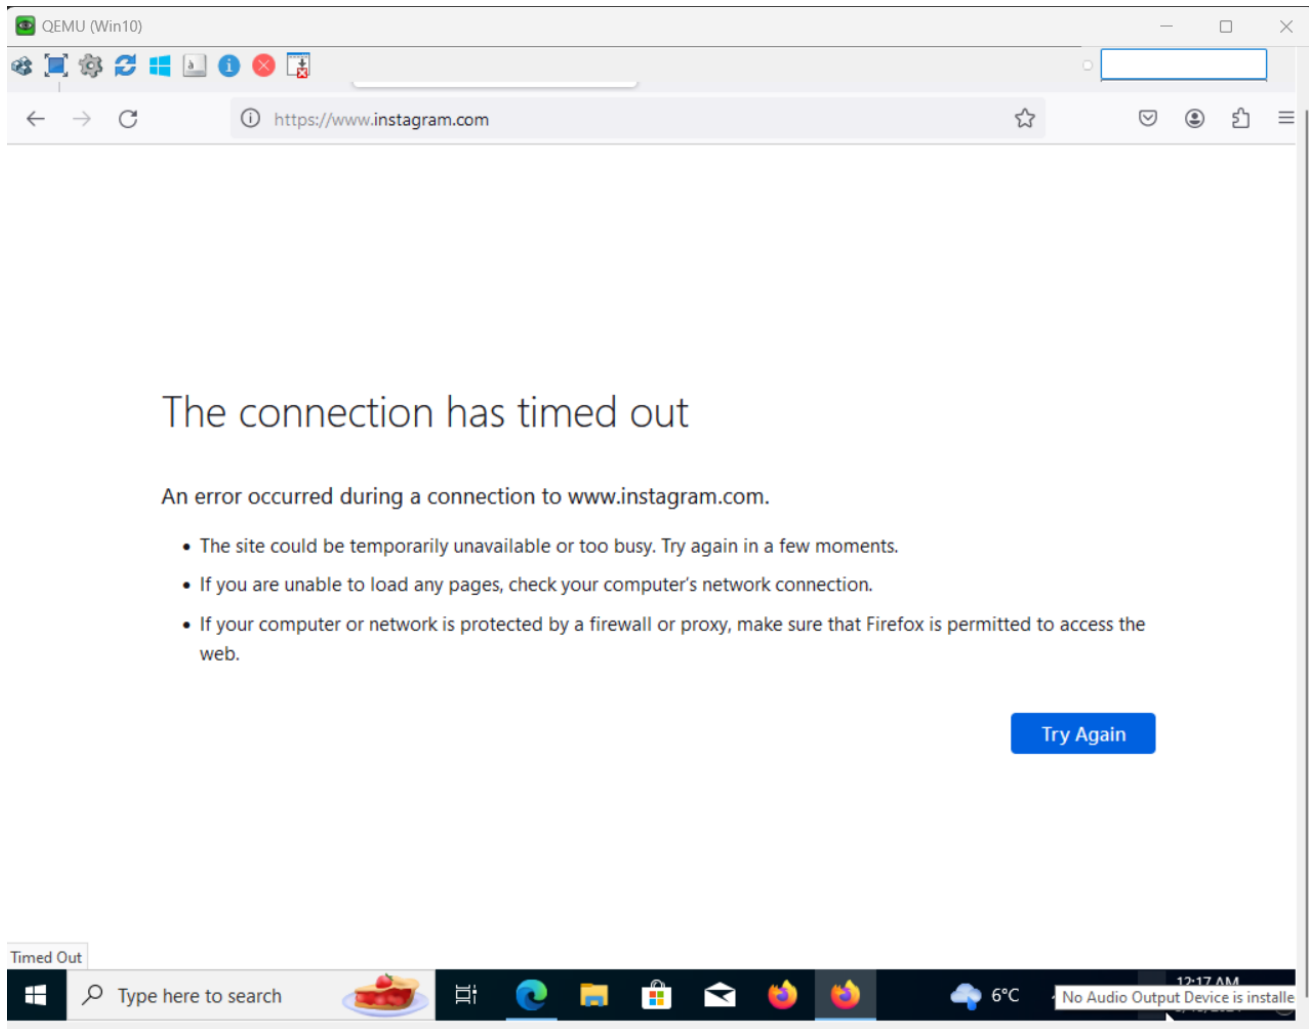 QEMU (Win10)
https://www.instagram.com
The connection has timed out
An error occurred during a connection to www.instagram.com.
• The site could be temporarily unavailable or too busy. Try again in a few moments.
• If you are unable to load any pages, check your computer's network connection.
• If your computer or network is protected by a firewall or proxy, make sure that Firefox is permitted to access the
web.
Try Again
Timed Out
Type here to search
6°C
12:17 AM
No Audio Output Device is installe